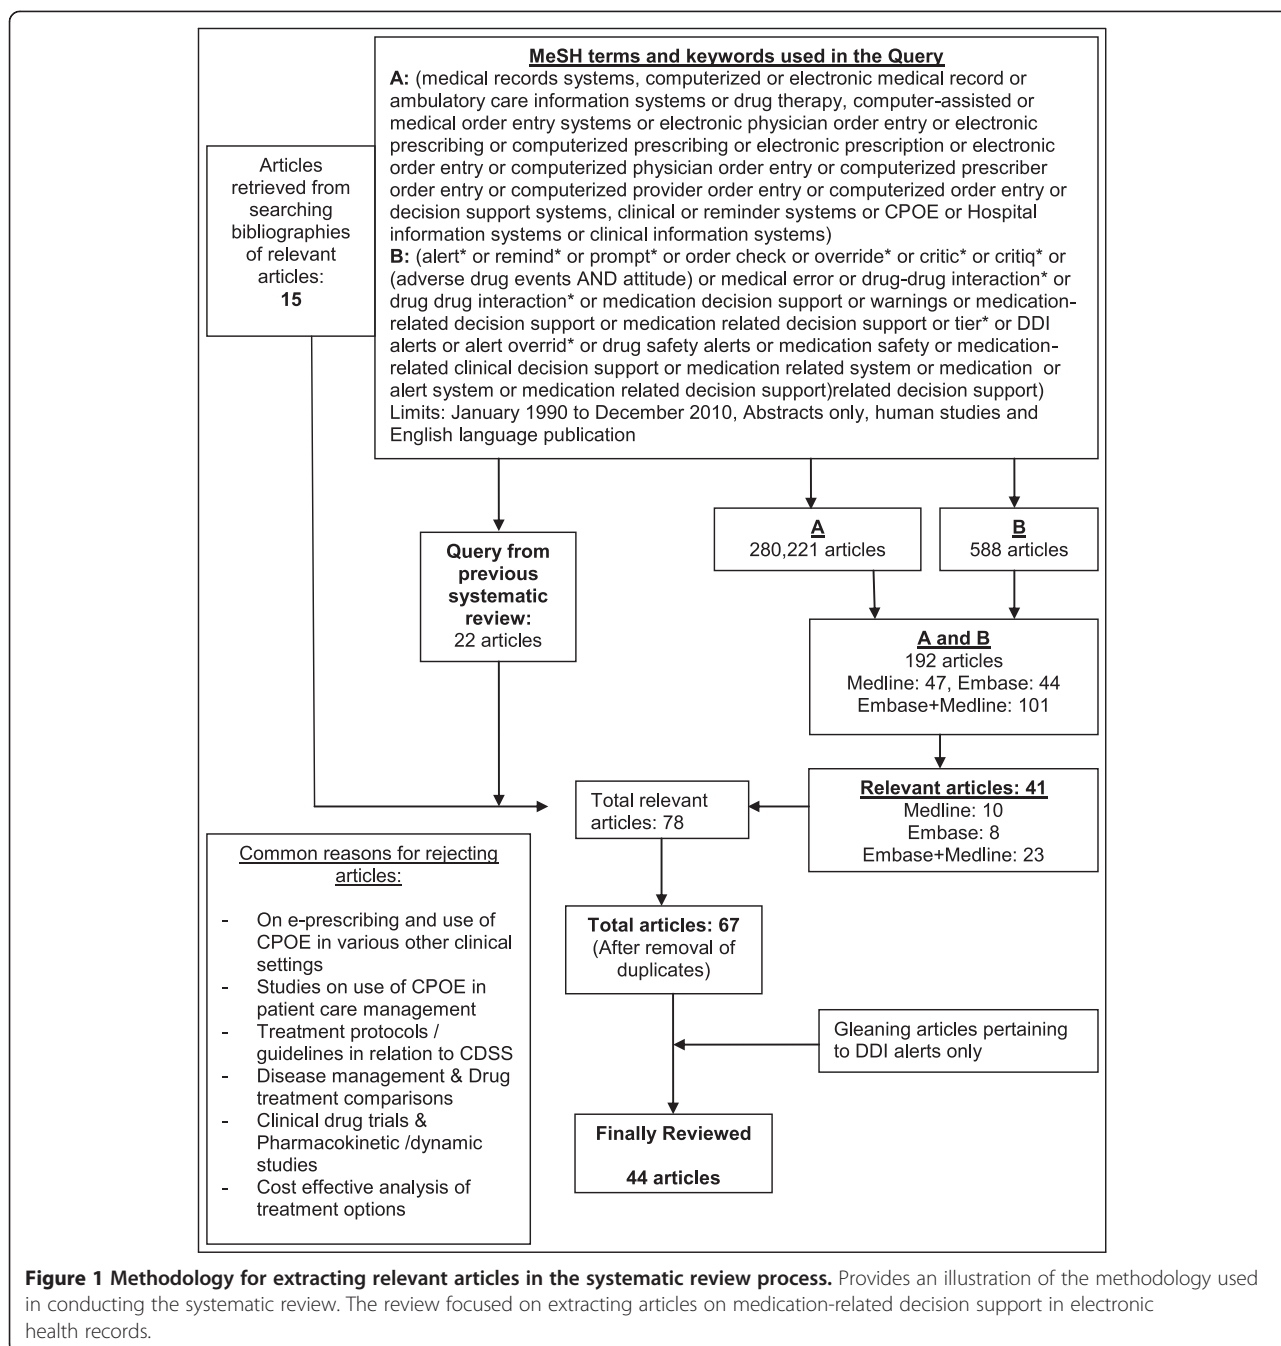 MeSH terms and keywords used in the Query
A: (medical records systems, computerized or electronic medical record or
ambulatory care information systems or drug therapy, computer-assisted or
medical order entry systems or electronic physician order entry or electronic
prescribing or computerized prescribing or electronic prescription or electronic
order entry or computerized physician order entry or computerized prescriber
order entry or computerized provider order entry or computerized order entry or
decision support systems, clinical or reminder systems or CPOE or Hospital
information systems or clinical information systems)
B: (alert* or remind* or prompt* or order check or override* or critic* or critiq* or
(adverse drug events AND attitude) or medical error or drug-drug interaction* or
drug drug interaction* or medication decision support or warnings or medication-
related decision support or medication related decision support or tier* or DDI
alerts or alert overrid* or drug safety alerts or medication safety or medication-
related clinical decision support or medication related system or medication or
alert system or medication related decision support)related decision support)
Limits: January 1990 to December 2010, Abstracts only, human studies and
English language publication
Articles
retrieved from
searching
bibliographies
of relevant
articles:
15
Query from
previous
systematic
review:
22 articles
A
280,221 articles
B
588 articles
A and B
192 articles
Medline: 47, Embase: 44
Embase+Medline: 101
Relevant articles: 41
Medline: 10
Embase: 8
Embase+Medline: 23
Total relevant
articles: 78
Total articles: 67
(After removal of
duplicates)
Gleaning articles pertaining
to DDI alerts only
Finally Reviewed
44 articles
Common reasons for rejecting
articles:
- On e-prescribing and use of
CPOE in various other clinical
settings
- Studies on use of CPOE in
patient care management
- Treatment protocols /
guidelines in relation to CDSS
- Disease management & Drug
treatment comparisons
- Clinical drug trials &
Pharmacokinetic /dynamic
studies
- Cost effective analysis of
treatment options
Figure 1 Methodology for extracting relevant articles in the systematic review process. Provides an illustration of the methodology used
in conducting the systematic review. The review focused on extracting articles on medication-related decision support in electronic
health records.